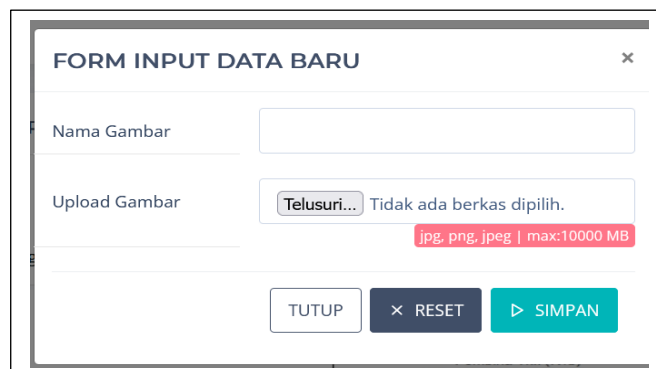 FORM INPUT DATA BARU ×
Nama Gambar
Upload Gambar Telusuri... Tidak ada berkas dipilih.
jpg, png, jpeg | max:10000 MB
TUTUP × RESET SIMPAN